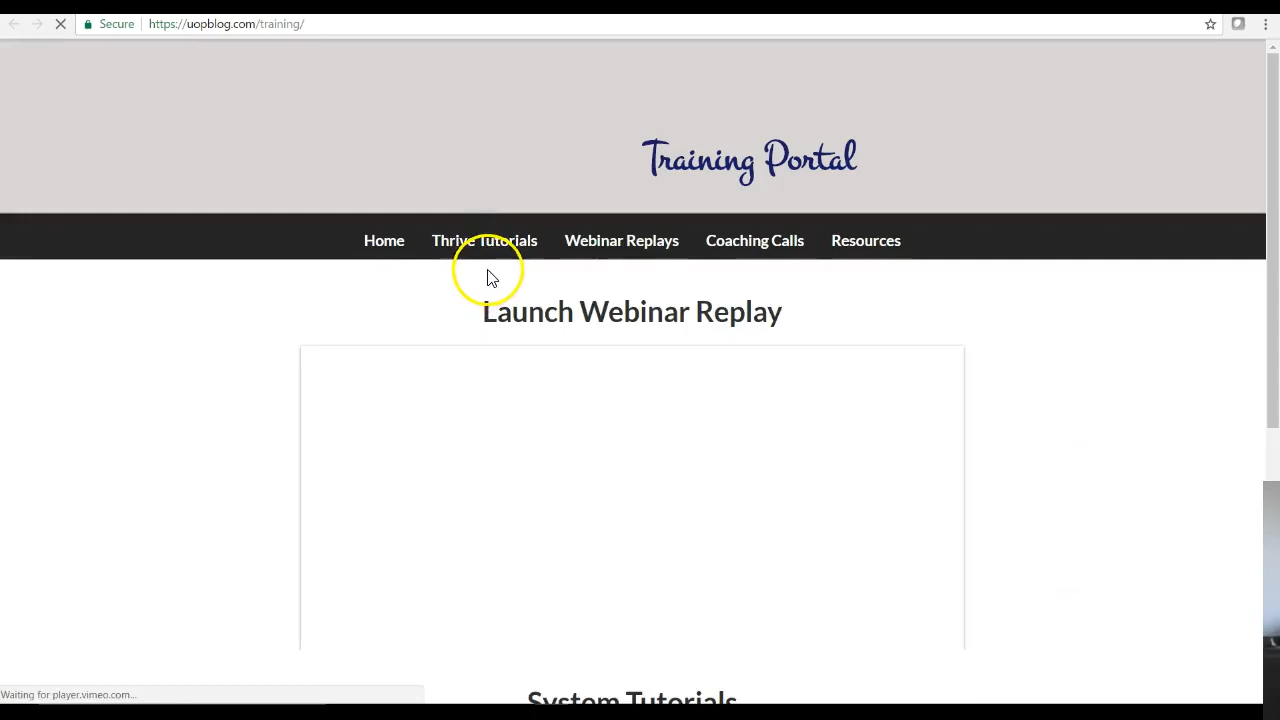 Secure https://uopblog.com/training/
Training Portal
Home Thrive Tutorials Webinar Replays Coaching Calls Resources
Launch Webinar Replay
System Tutorials
Waiting for player.vimeo.com...